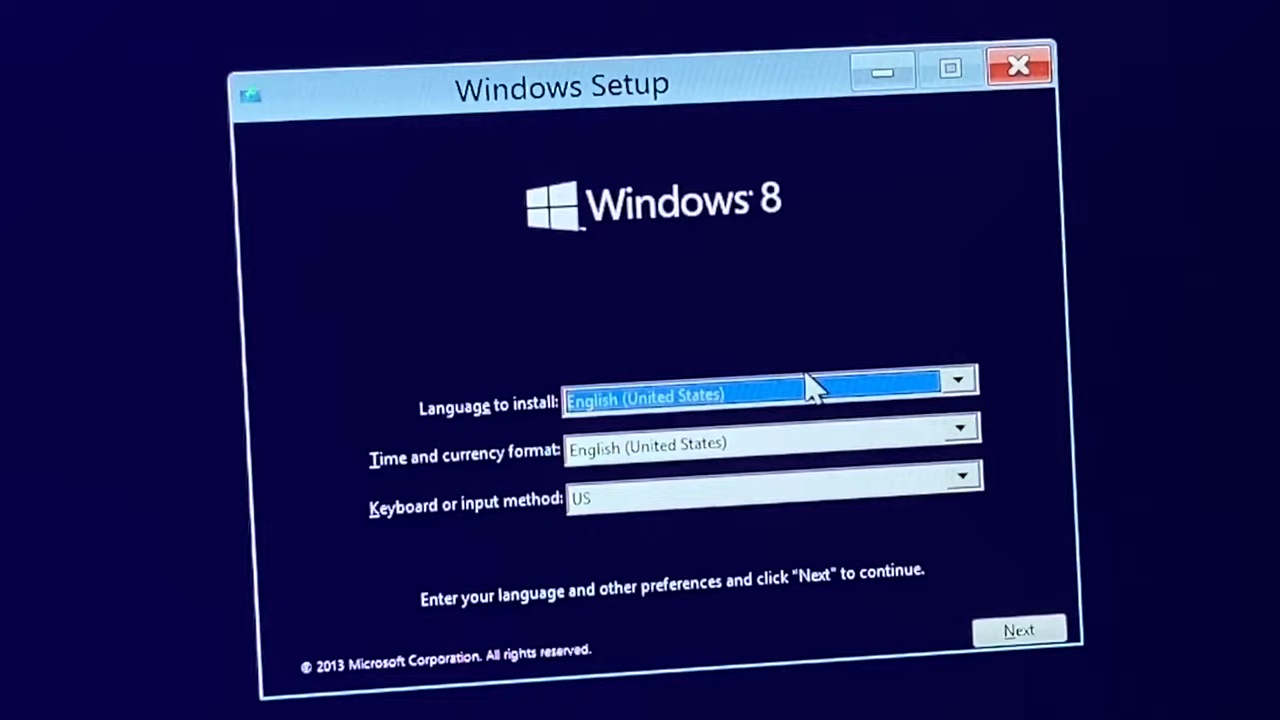 Windows Setup
Windows 8
Language to install: English (United States)
Time and currency format: English (United States)
Keyboard or input method: US
Enter your language and other preferences and click "Next" to continue.
© 2013 Microsoft Corporation. All rights reserved.
Next